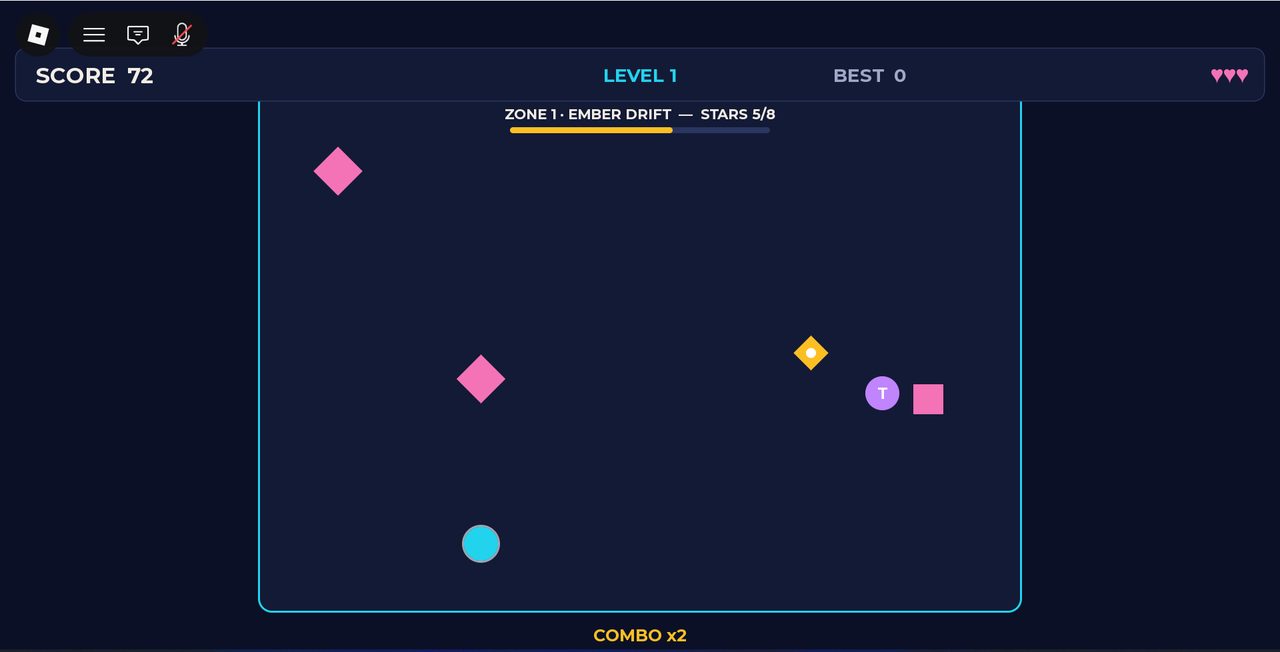 SCORE 72
LEVEL 1
BEST 0
♥♥♥
ZONE 1 · EMBER DRIFT — STARS 5/8
T
COMBO x2